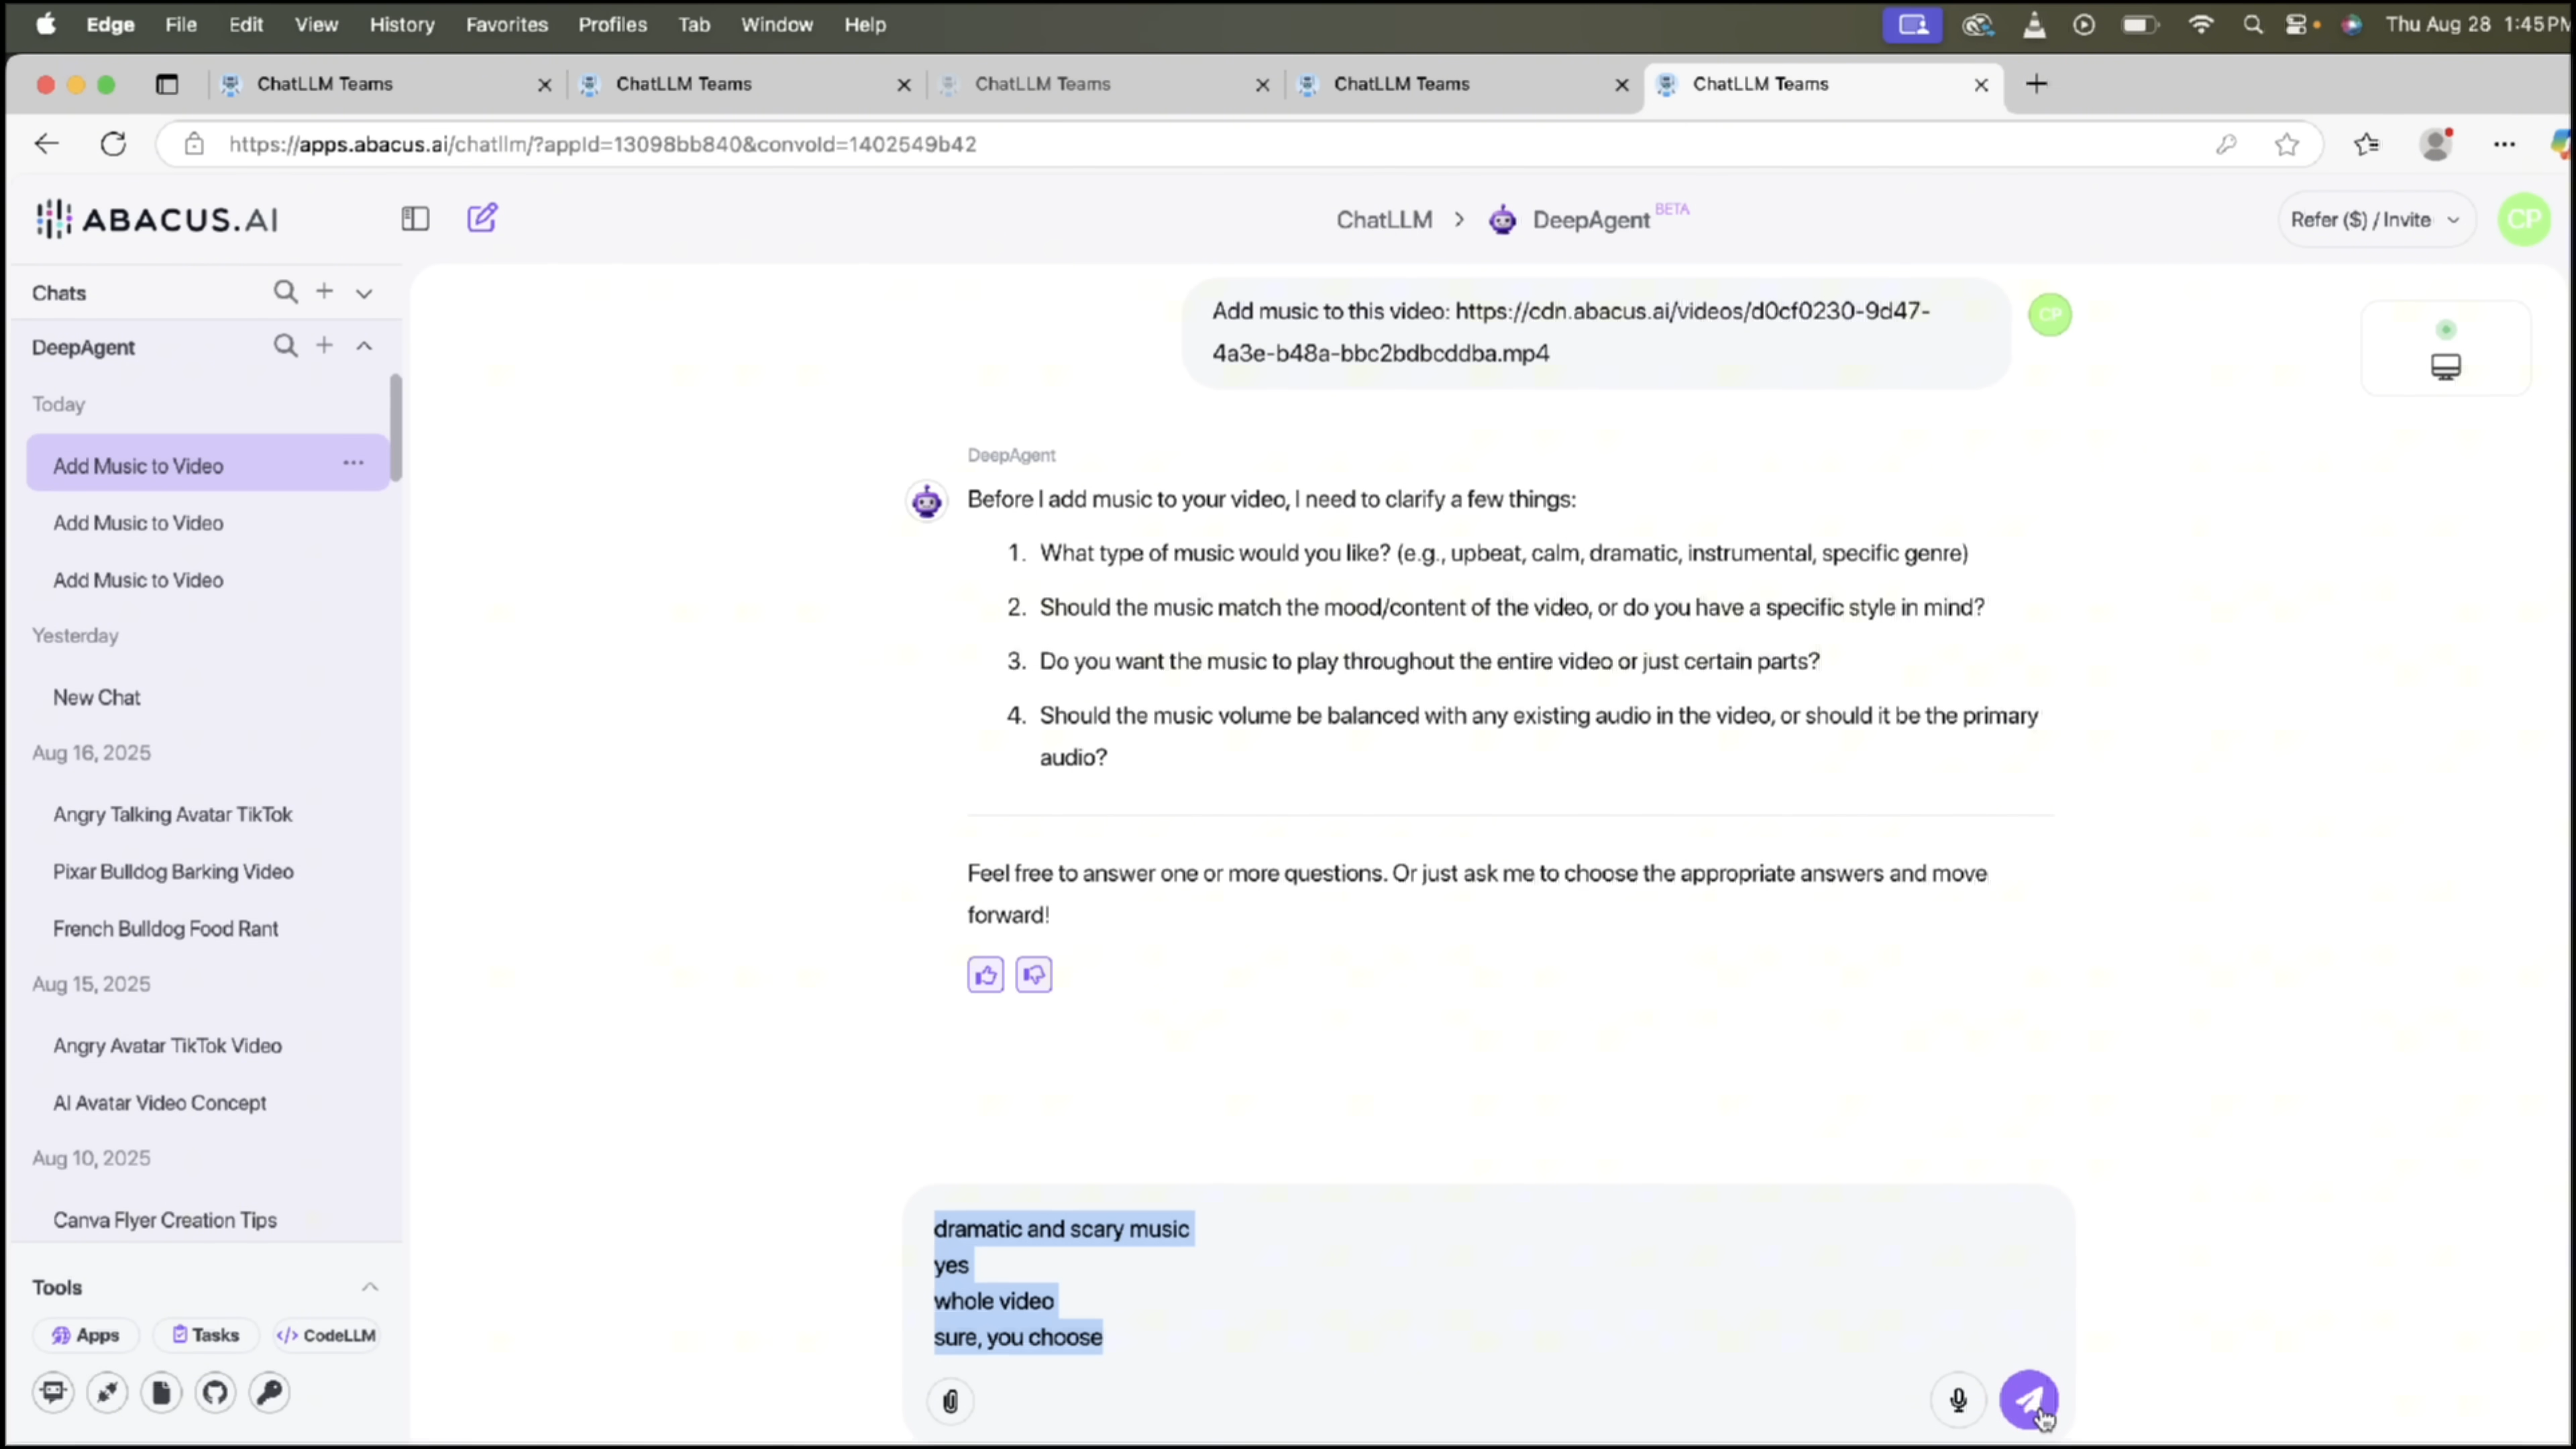 Edge File Edit View History Favorites Profiles Tab Window Help Thu Aug 28 1:45PM
ChatLLM Teams ChatLLM Teams ChatLLM Teams ChatLLM Teams ChatLLM Teams
https://apps.abacus.ai/chatllm/?appId=13098bb840&convoId=1402549b42
ABACUS.AI
ChatLLM > DeepAgent BETA
Refer ($) / Invite
CP
Chats
DeepAgent
Today
Add Music to Video
Add Music to Video
Add Music to Video
Yesterday
New Chat
Aug 16, 2025
Angry Talking Avatar TikTok
Pixar Bulldog Barking Video
French Bulldog Food Rant
Aug 15, 2025
Angry Avatar TikTok Video
AI Avatar Video Concept
Aug 10, 2025
Canva Flyer Creation Tips
Tools
Apps Tasks </> CodeLLM
Add music to this video: https://cdn.abacus.ai/videos/d0cf0230-9d47-
4a3e-b48a-bbc2bdbcddba.mp4
CP
DeepAgent
Before I add music to your video, I need to clarify a few things:
1. What type of music would you like? (e.g., upbeat, calm, dramatic, instrumental, specific genre)
2. Should the music match the mood/content of the video, or do you have a specific style in mind?
3. Do you want the music to play throughout the entire video or just certain parts?
4. Should the music volume be balanced with any existing audio in the video, or should it be the primary
audio?
Feel free to answer one or more questions. Or just ask me to choose the appropriate answers and move
forward!
dramatic and scary music
yes
whole video
sure, you choose